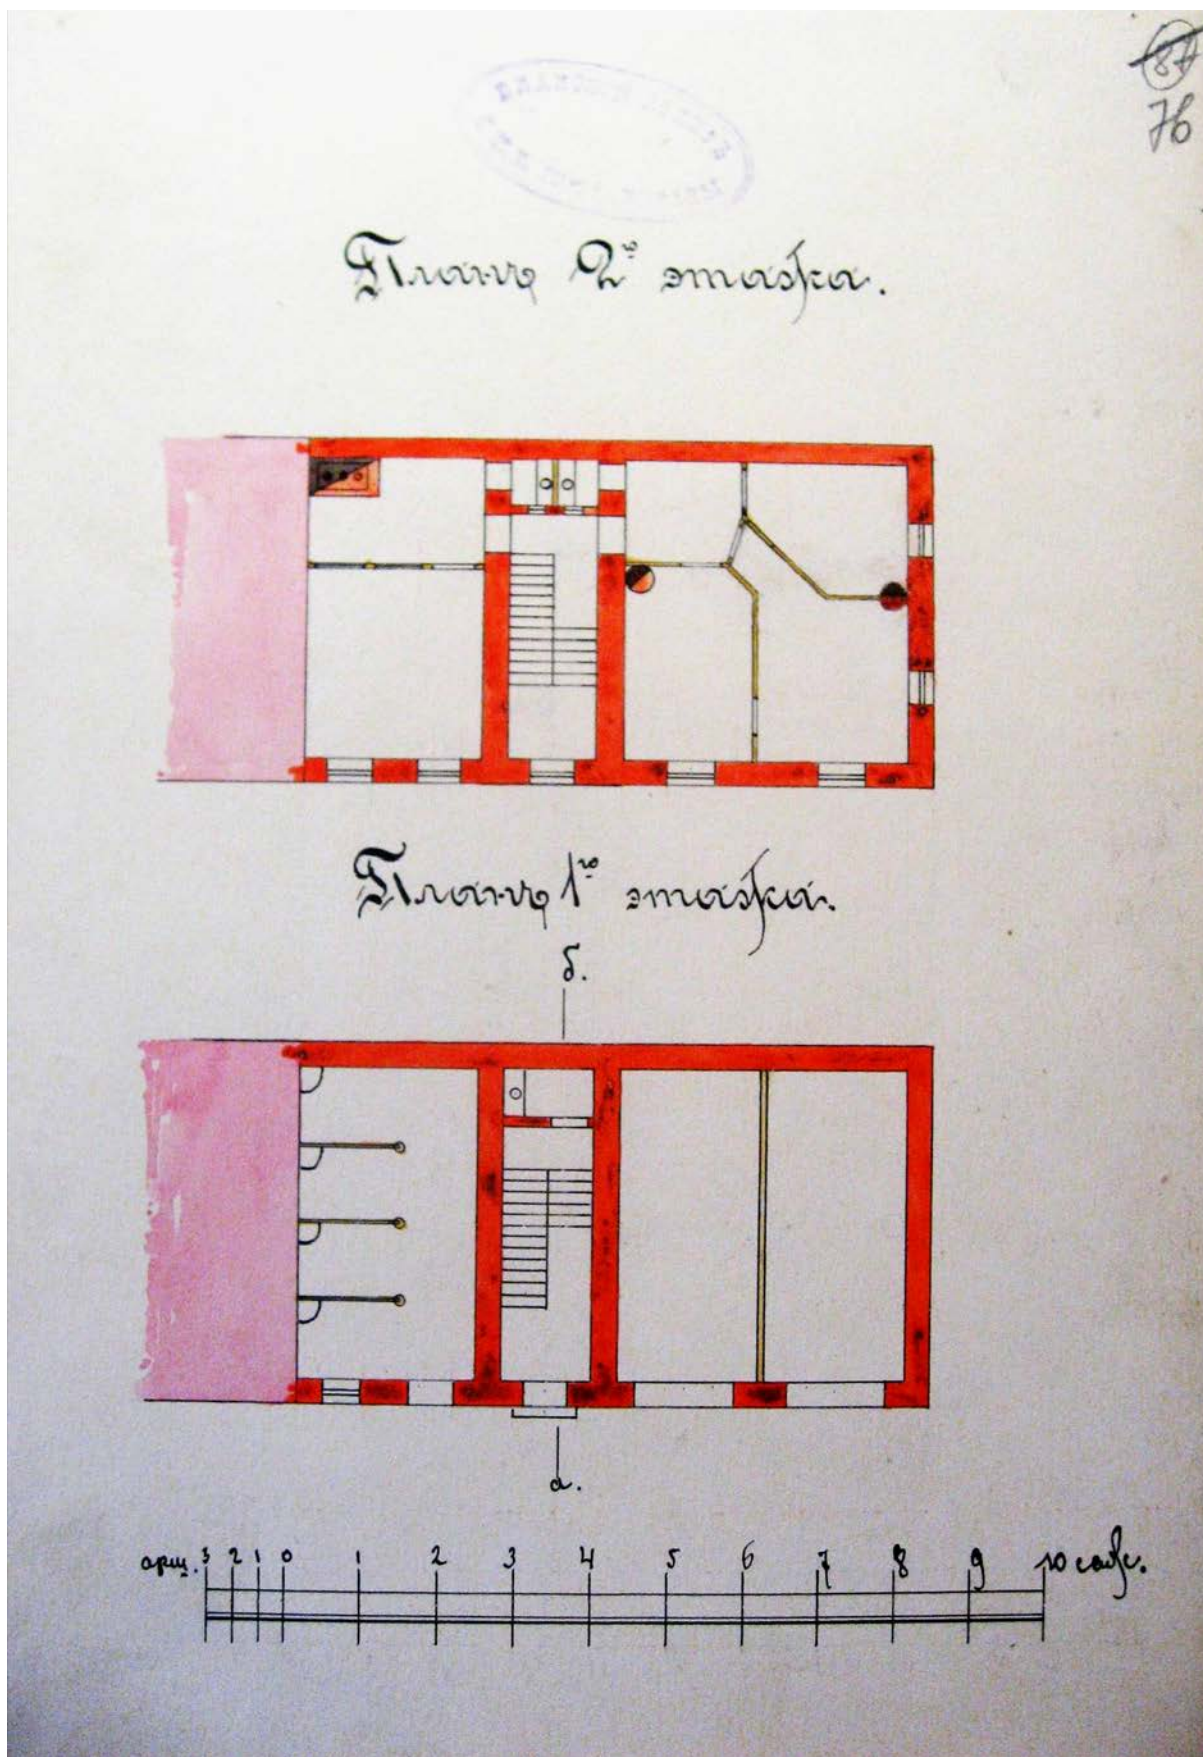 87
76
Планъ 2го этажа.
Планъ 1го этажа.
б.
а.
арш. 3 2 1 0 1 2 3 4 5 6 7 8 9 10 саж.